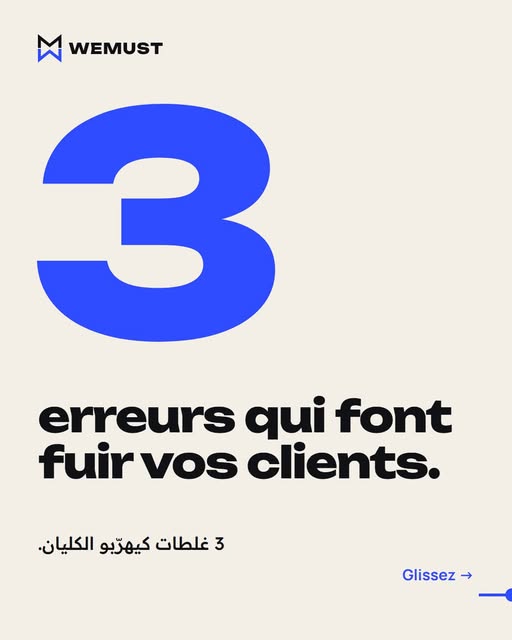 WEMUST
3
erreurs qui font
fuir vos clients.
3 غلطات كيهرّبو الكليان.
Glissez →